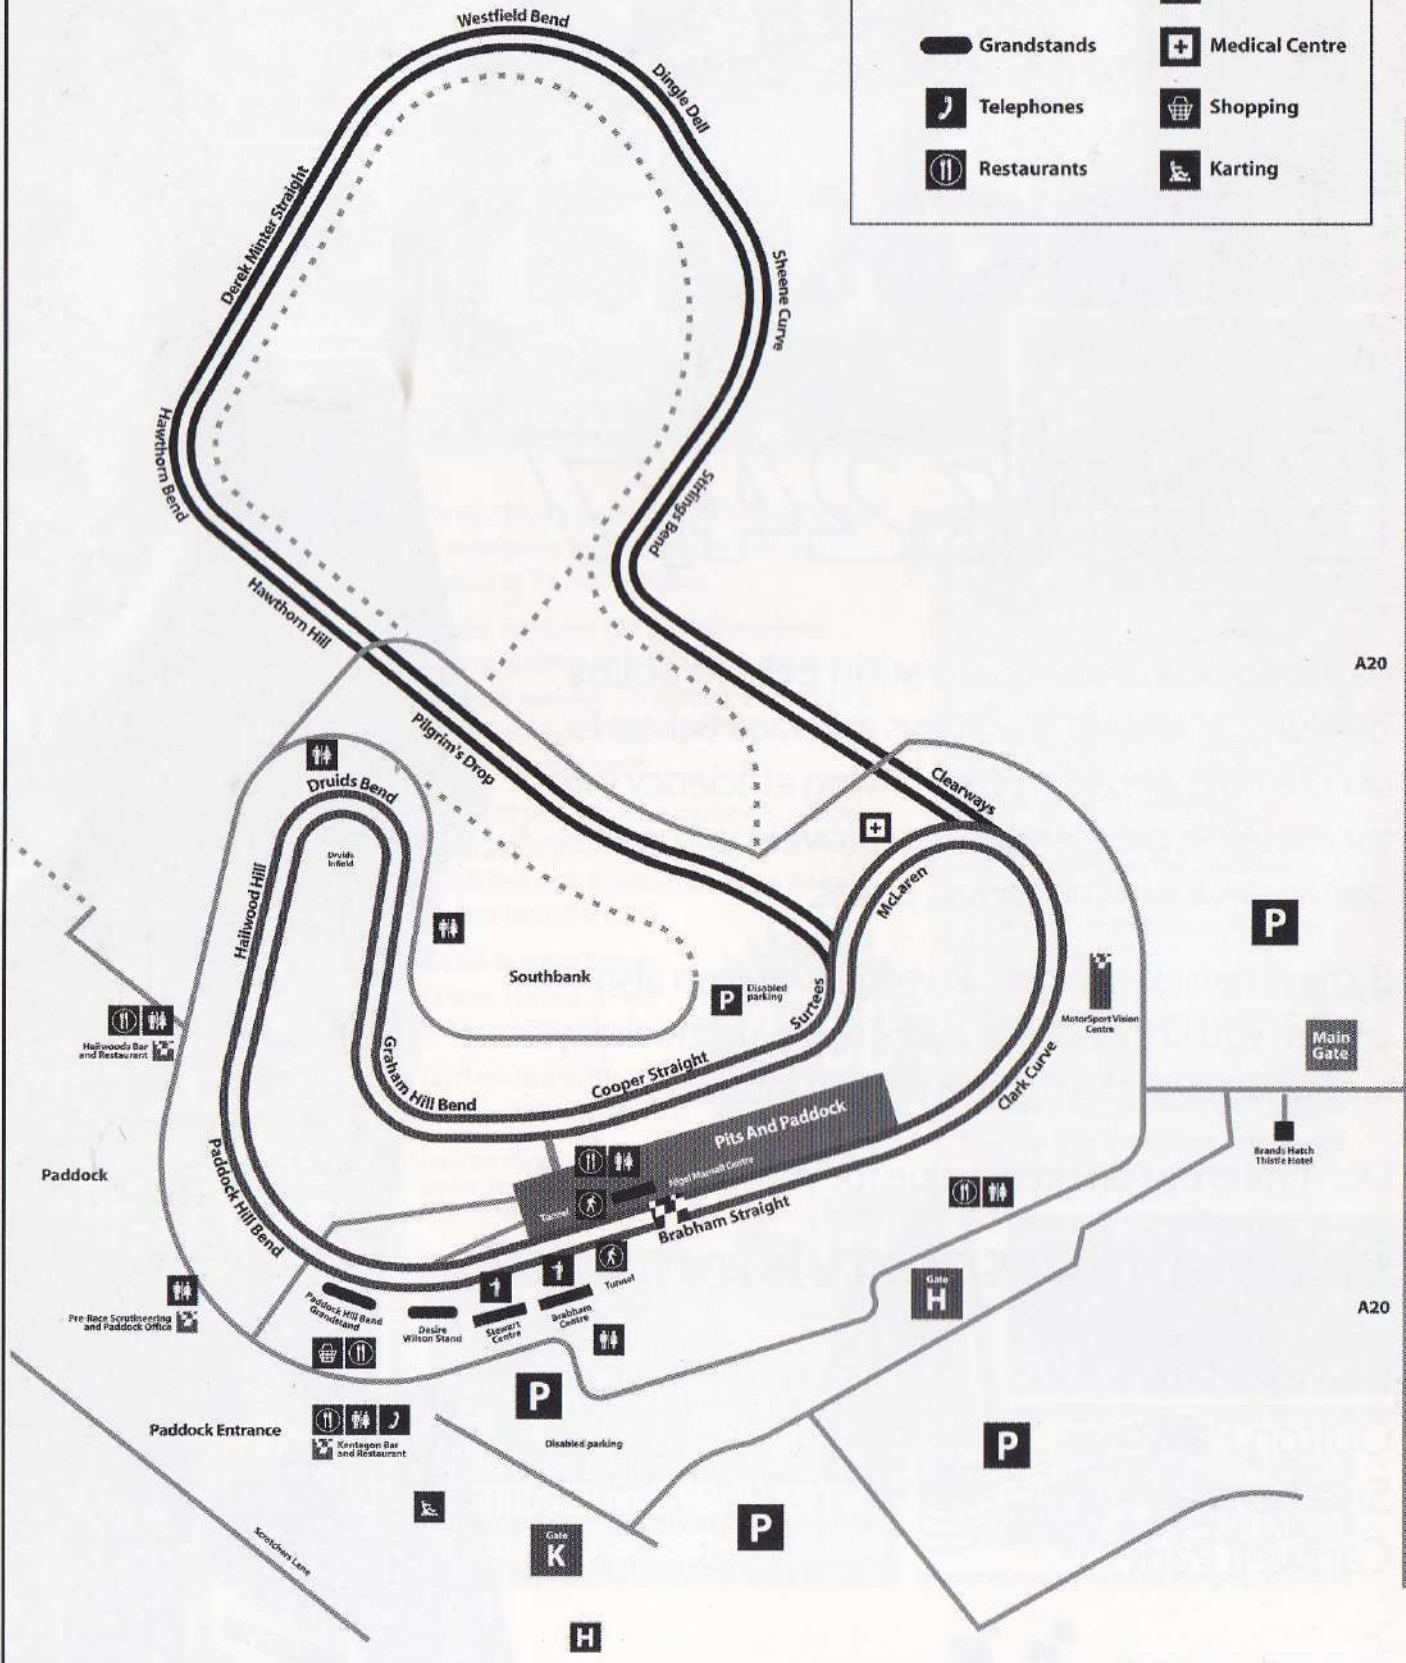 Westfield Bend
Dingle Dell
Grandstands
Medical Centre
Telephones
Shopping
Restaurants
Karting
Derek Minter Straight
Sheene Curve
Hawthorn Bend
Stirlings Bend
Hawthorn Hill
A20
Pilgrim's Drop
Clearways
Druids Bend
Druids
Infield
Hailwood Hill
McLaren
P
Southbank
P
Disabled
parking
Surtees
MotorSport Vision
Centre
Main
Gate
Hailwoods Bar
and Restaurant
Graham Hill Bend
Cooper Straight
Clark Curve
Pits And Paddock
Nigel Mansell Centre
Brands Hatch
Thistle Hotel
Paddock
Paddock Hill Bend
Tunnel
Brabham Straight
Tunnel
Gate
H
A20
Pre-Race Scrutineering
and Paddock Office
Paddock Hill Bend
Grandstand
Desire
Wilson Stand
Stewart
Centre
Brabham
Centre
P
Paddock Entrance
Kentagon Bar
and Restaurant
Disabled parking
P
P
Gate
K
Scratchers Lane
H